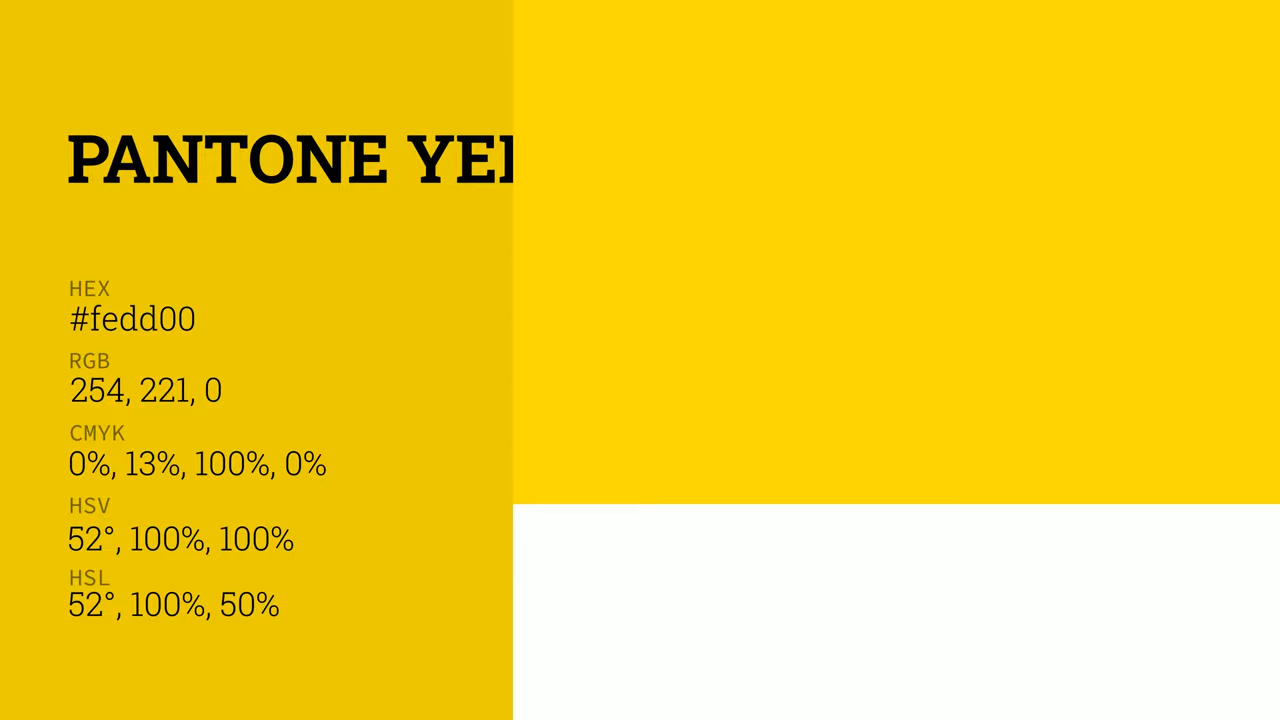 PANTONE
HEX
#fedd00
RGB
254, 221, 0
CMYK
0%, 13%, 100%, 0%
HSV
52°, 100%, 100%
HSL
52°, 100%, 50%